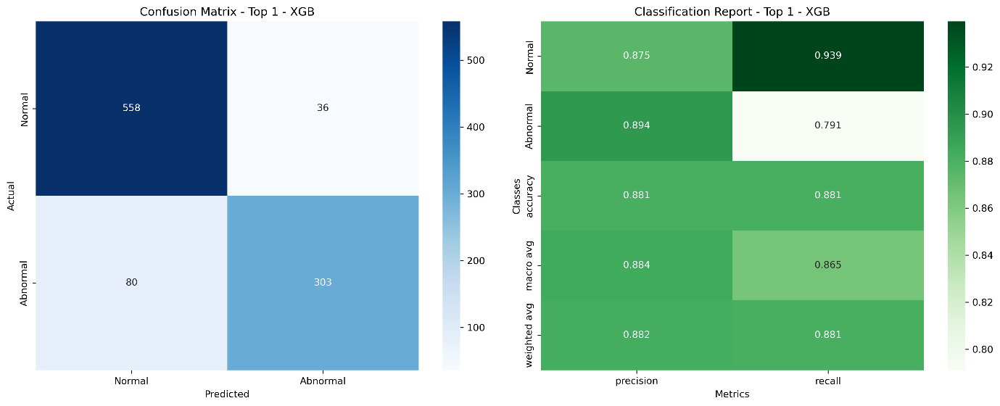 Confusion Matrix - Top 1 - XGB
Normal
Abnormal
Actual
558
36
80
303
Normal
Abnormal
Predicted
500
400
300
200
100
Classification Report - Top 1 - XGB
Normal
Abnormal
accuracy
macro avg
weighted avg
Classes
0.875
0.939
0.894
0.791
0.881
0.881
0.884
0.865
0.882
0.881
precision
recall
Metrics
0.92
0.90
0.88
0.86
0.84
0.82
0.80